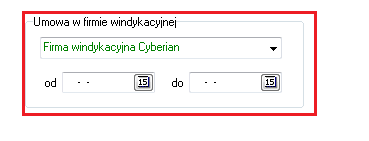 Umowa w firmie windykacyjnej
Firma windykacyjna Cyberian
od - - 15 do - - 15